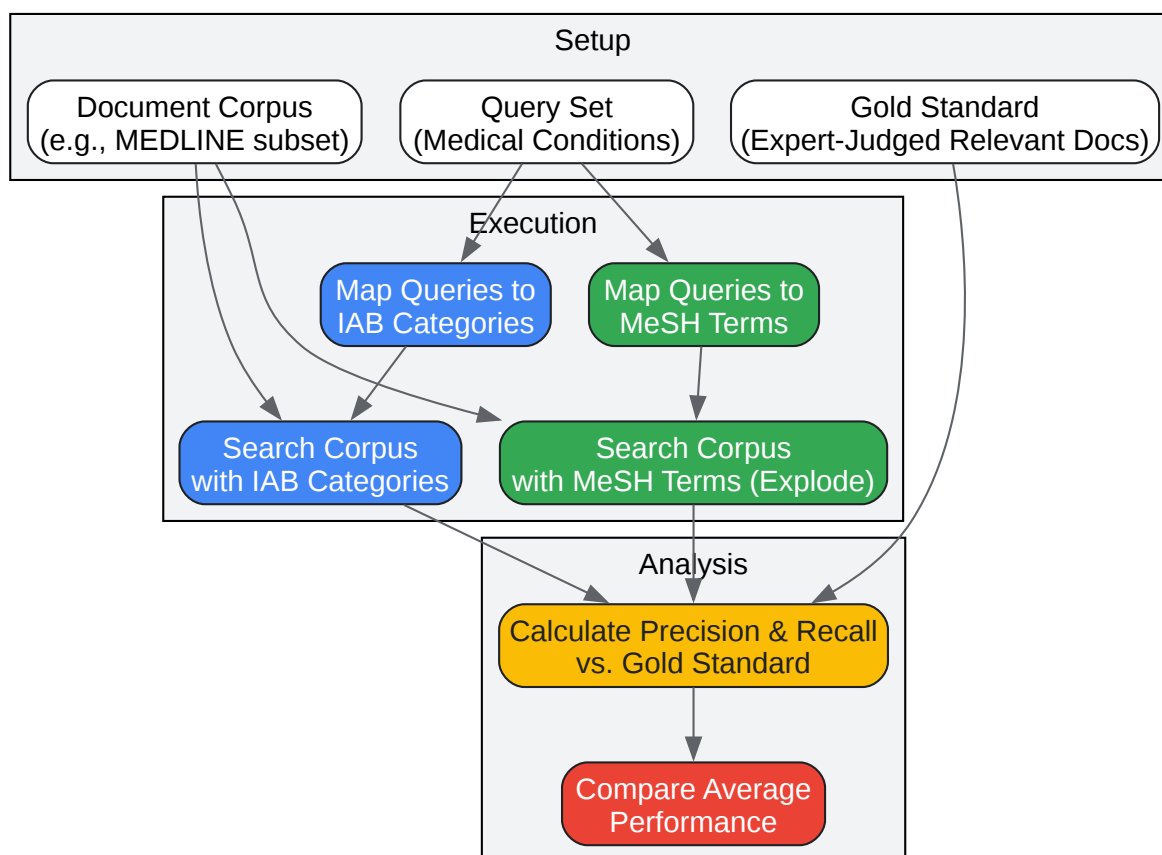 Setup
Document Corpus
(e.g., MEDLINE subset)
Query Set
(Medical Conditions)
Gold Standard
(Expert-Judged Relevant Docs)
Execution
Map Queries to
IAB Categories
Map Queries to
MeSH Terms
Search Corpus
with IAB Categories
Search Corpus
with MeSH Terms (Explode)
Analysis
Calculate Precision & Recall
vs. Gold Standard
Compare Average
Performance